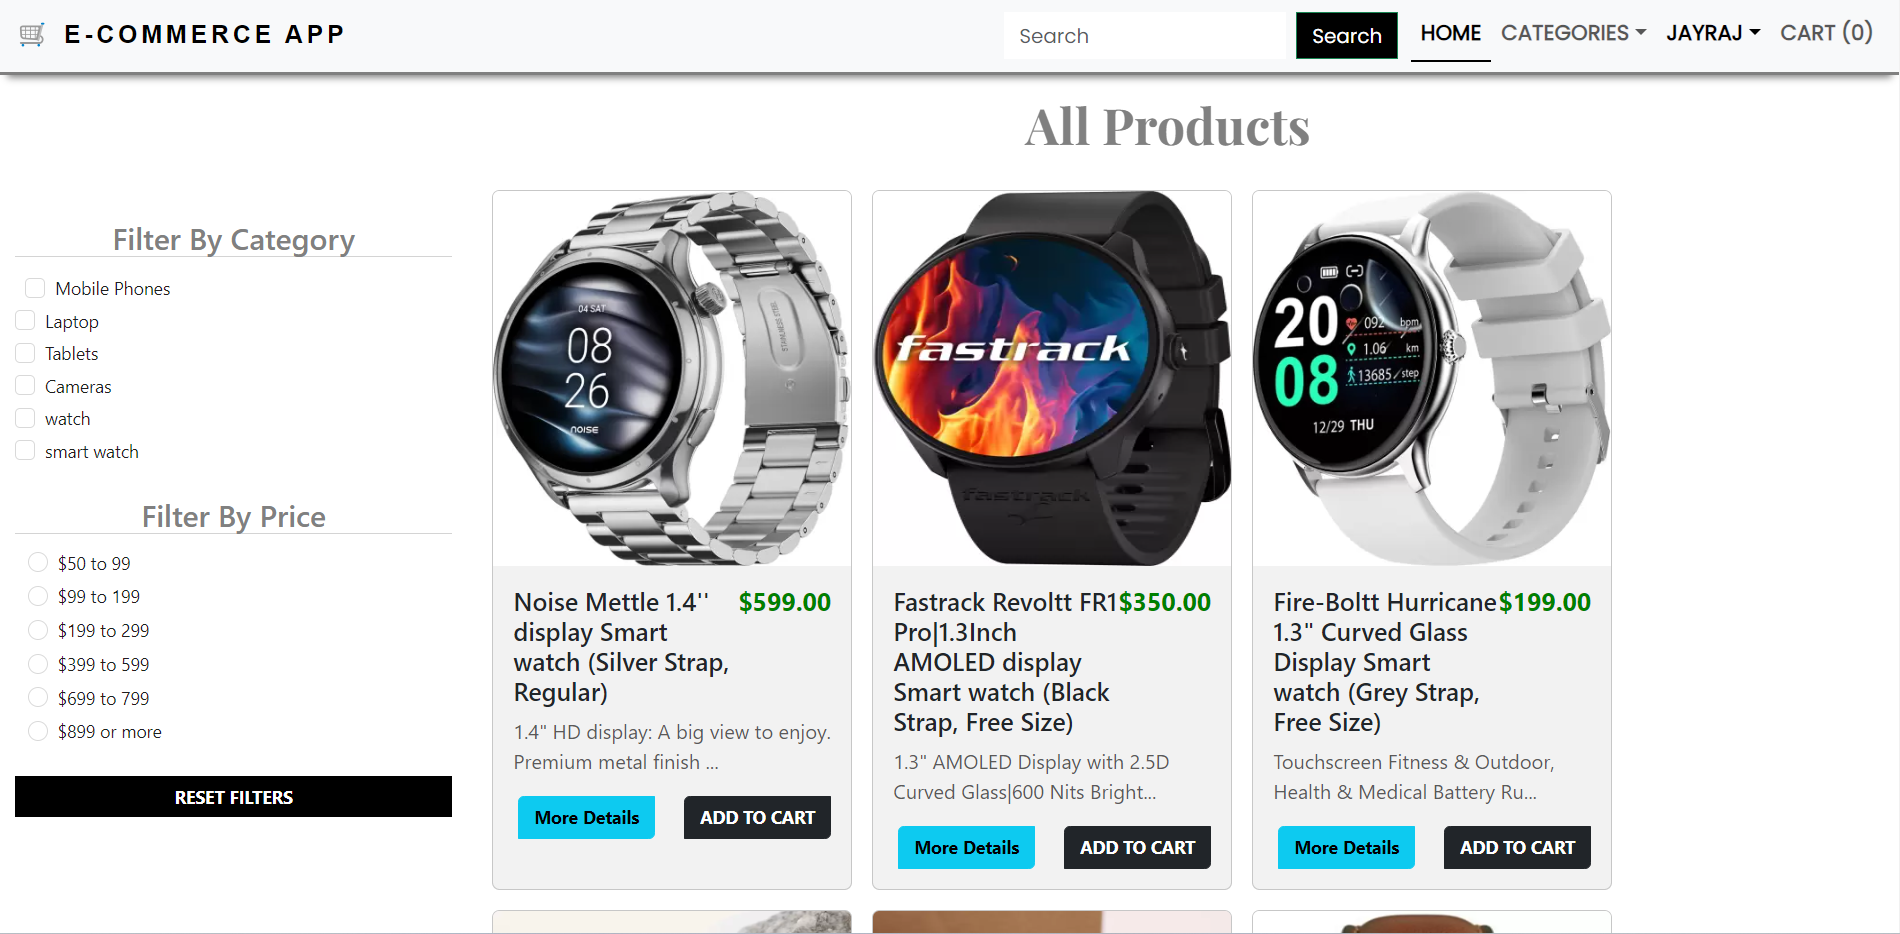 E-COMMERCE APP
Search
Search
HOME
CATEGORIES
JAYRAJ
CART (0)
All Products
Filter By Category
Mobile Phones
Laptop
Tablets
Cameras
watch
smart watch
Filter By Price
$50 to 99
$99 to 199
$199 to 299
$399 to 599
$699 to 799
$899 or more
RESET FILTERS
04 SAT
08
26
noise
STAINLESS STEEL
Noise Mettle 1.4'' $599.00
display Smart
watch (Silver Strap,
Regular)
1.4" HD display: A big view to enjoy.
Premium metal finish ...
More Details
ADD TO CART
fastrack
fastrack
Fastrack Revoltt FR1 $350.00
Pro|1.3Inch
AMOLED display
Smart watch (Black
Strap, Free Size)
1.3" AMOLED Display with 2.5D
Curved Glass|600 Nits Bright...
More Details
ADD TO CART
20
08
092 bpm
1.06 km
13685/step
12/29 THU
Fire-Boltt Hurricane $199.00
1.3" Curved Glass
Display Smart
watch (Grey Strap,
Free Size)
Touchscreen Fitness & Outdoor,
Health & Medical Battery Ru...
More Details
ADD TO CART